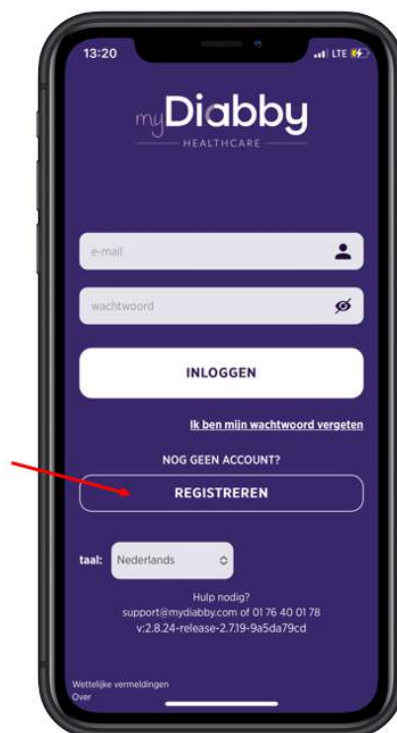 13:20
LTE
myDiabby
HEALTHCARE
e-mail
wachtwoord
INLOGGEN
Ik ben mijn wachtwoord vergeten
NOG GEEN ACCOUNT?
REGISTREREN
taal: Nederlands
Hulp nodig?
support@mydiabby.com of 01 76 40 01 78
v:2.8.24-release-2.7.19-9a5da79cd
Wettelijke vermeldingen
Over